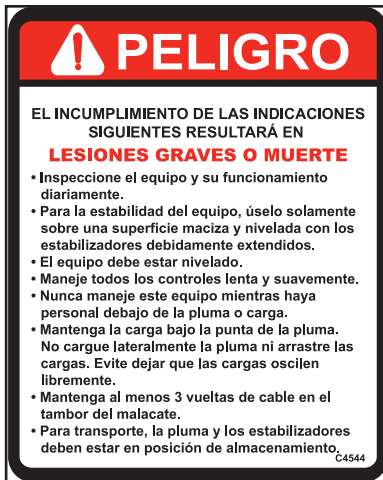 PELIGRO
EL INCUMPLIMIENTO DE LAS INDICACIONES
SIGUIENTES RESULTARÁ EN
LESIONES GRAVES O MUERTE
• Inspeccione el equipo y su funcionamiento
diariamente.
• Para la estabilidad del equipo, úselo solamente
sobre una superficie maciza y nivelada con los
estabilizadores debidamente extendidos.
• El equipo debe estar nivelado.
• Maneje todos los controles lenta y suavemente.
• Nunca maneje este equipo mientras haya
personal debajo de la pluma o carga.
• Mantenga la carga bajo la punta de la pluma.
No cargue lateralmente la pluma ni arrastre las
cargas. Evite dejar que las cargas oscilen
libremente.
• Mantenga al menos 3 vueltas de cable en el
tambor del malacate.
• Para transporte, la pluma y los estabilizadores
deben estar en posición de almacenamiento.
C4544